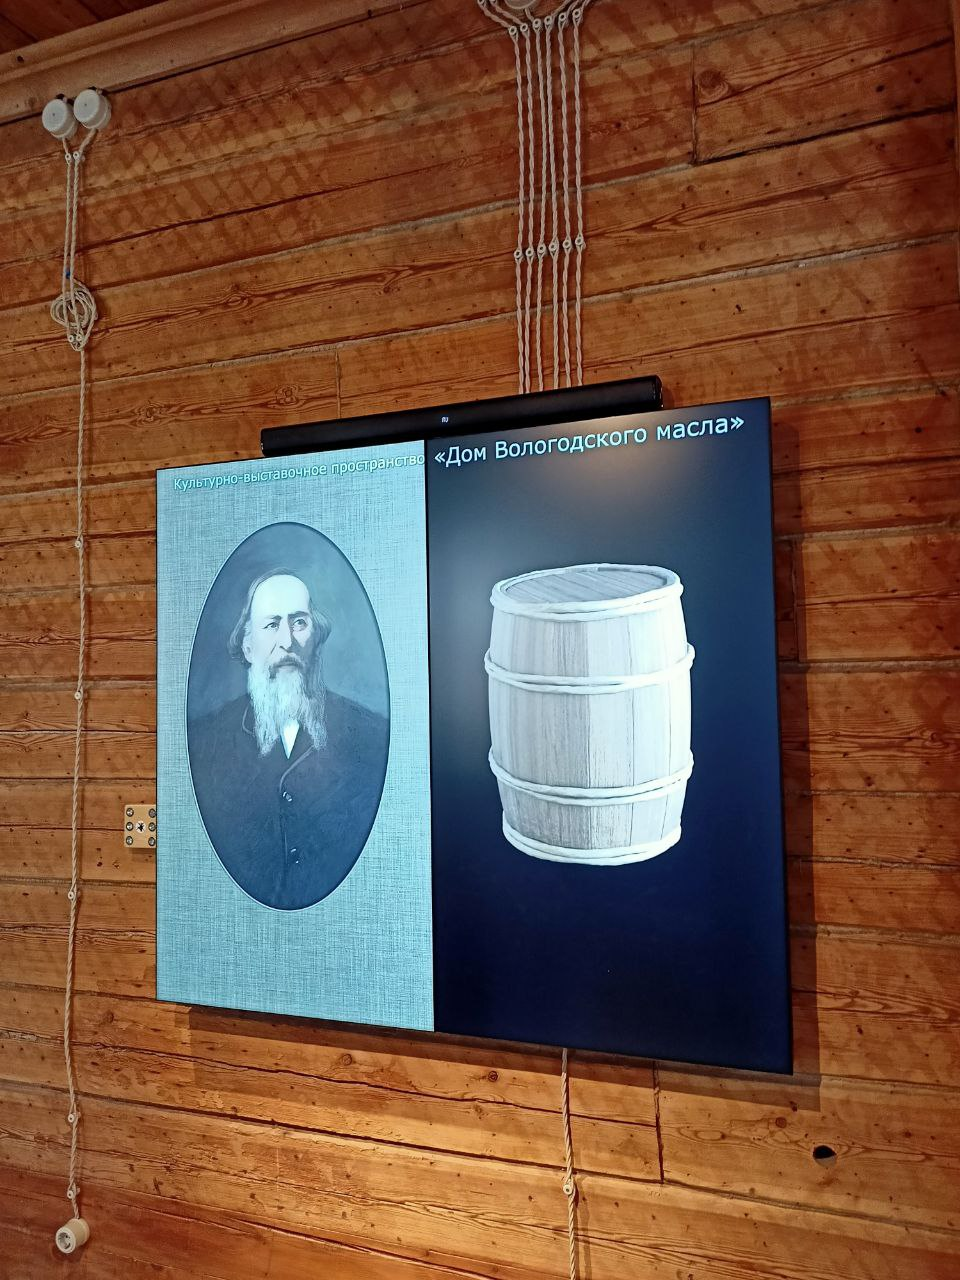 Культурно-выставочное пространство «Дом Вологодского масла»